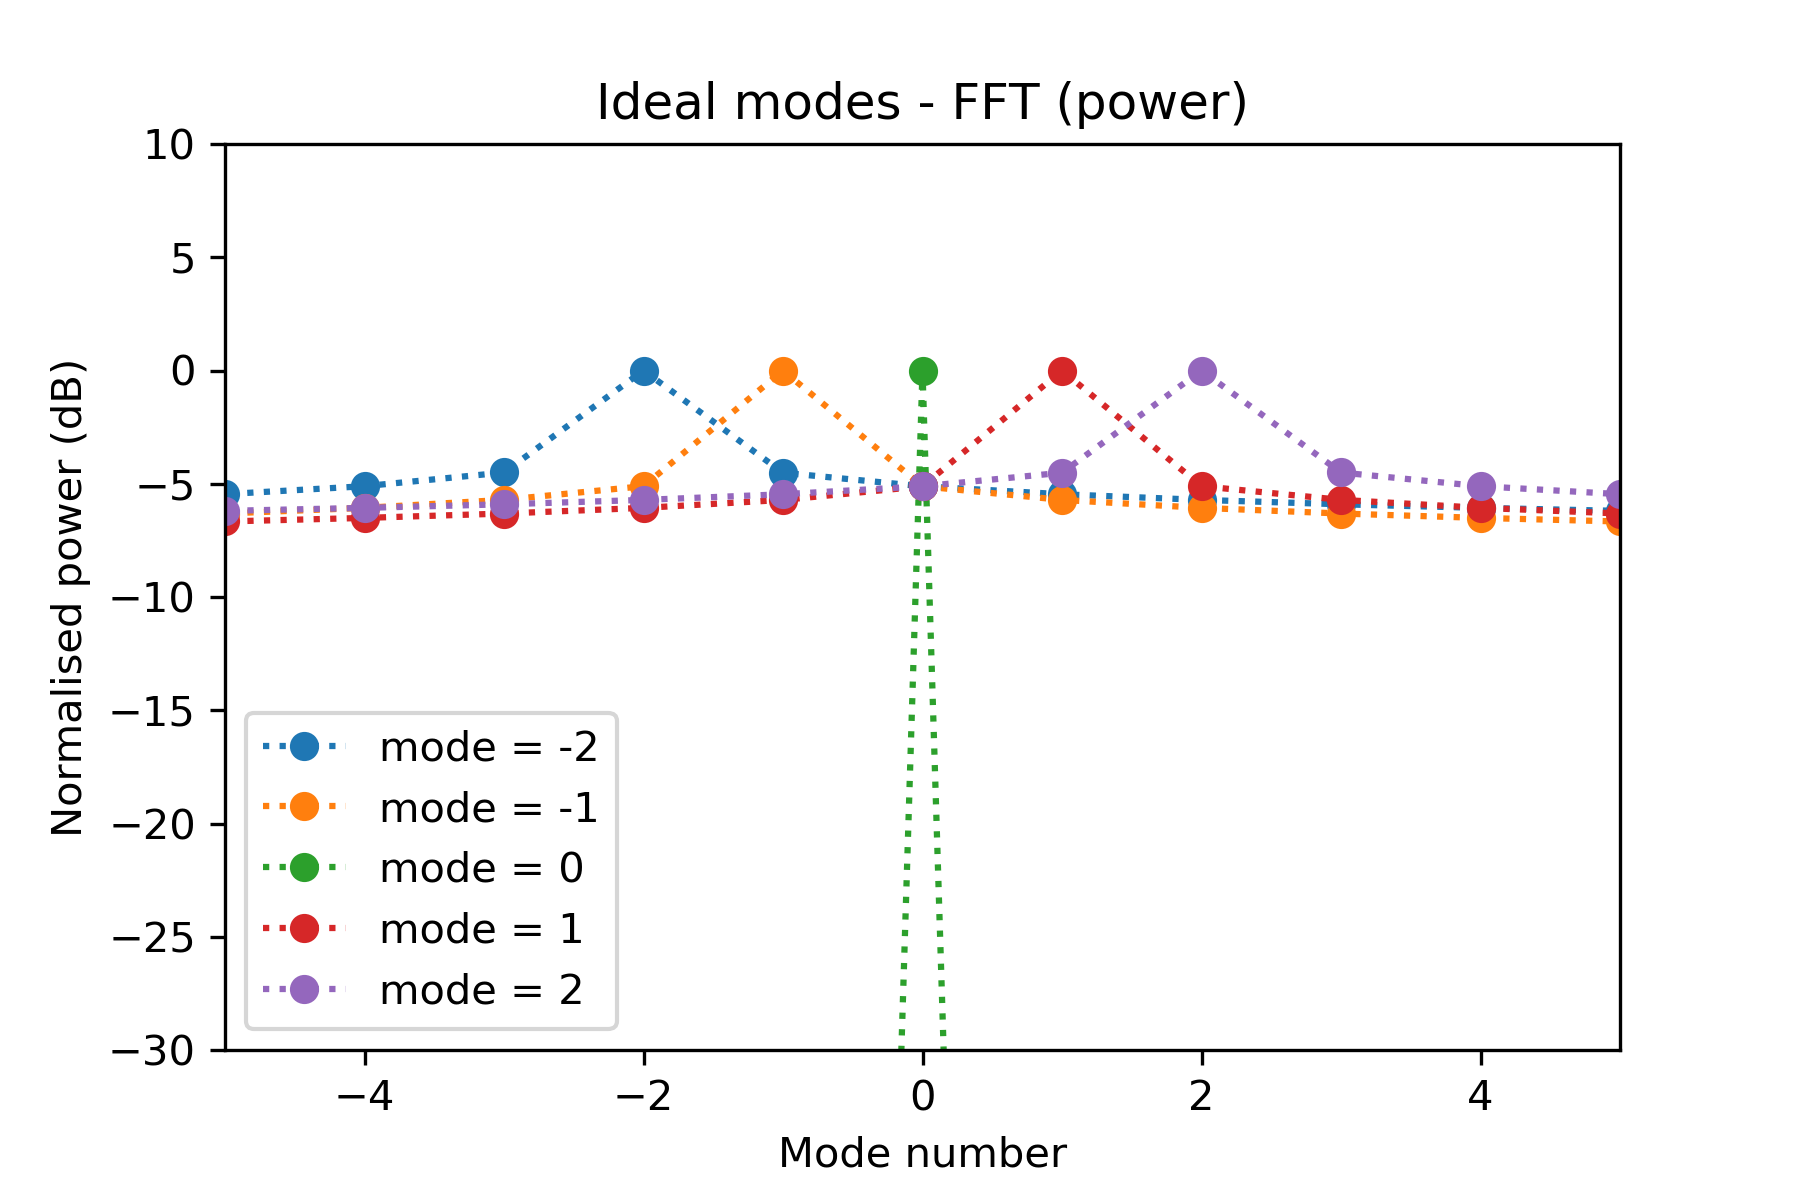 Ideal modes - FFT (power)
10
5
0
−5
−10
−15
−20
−25
−30
Normalised power (dB)
mode = -2
mode = -1
mode = 0
mode = 1
mode = 2
−4
−2
0
2
4
Mode number